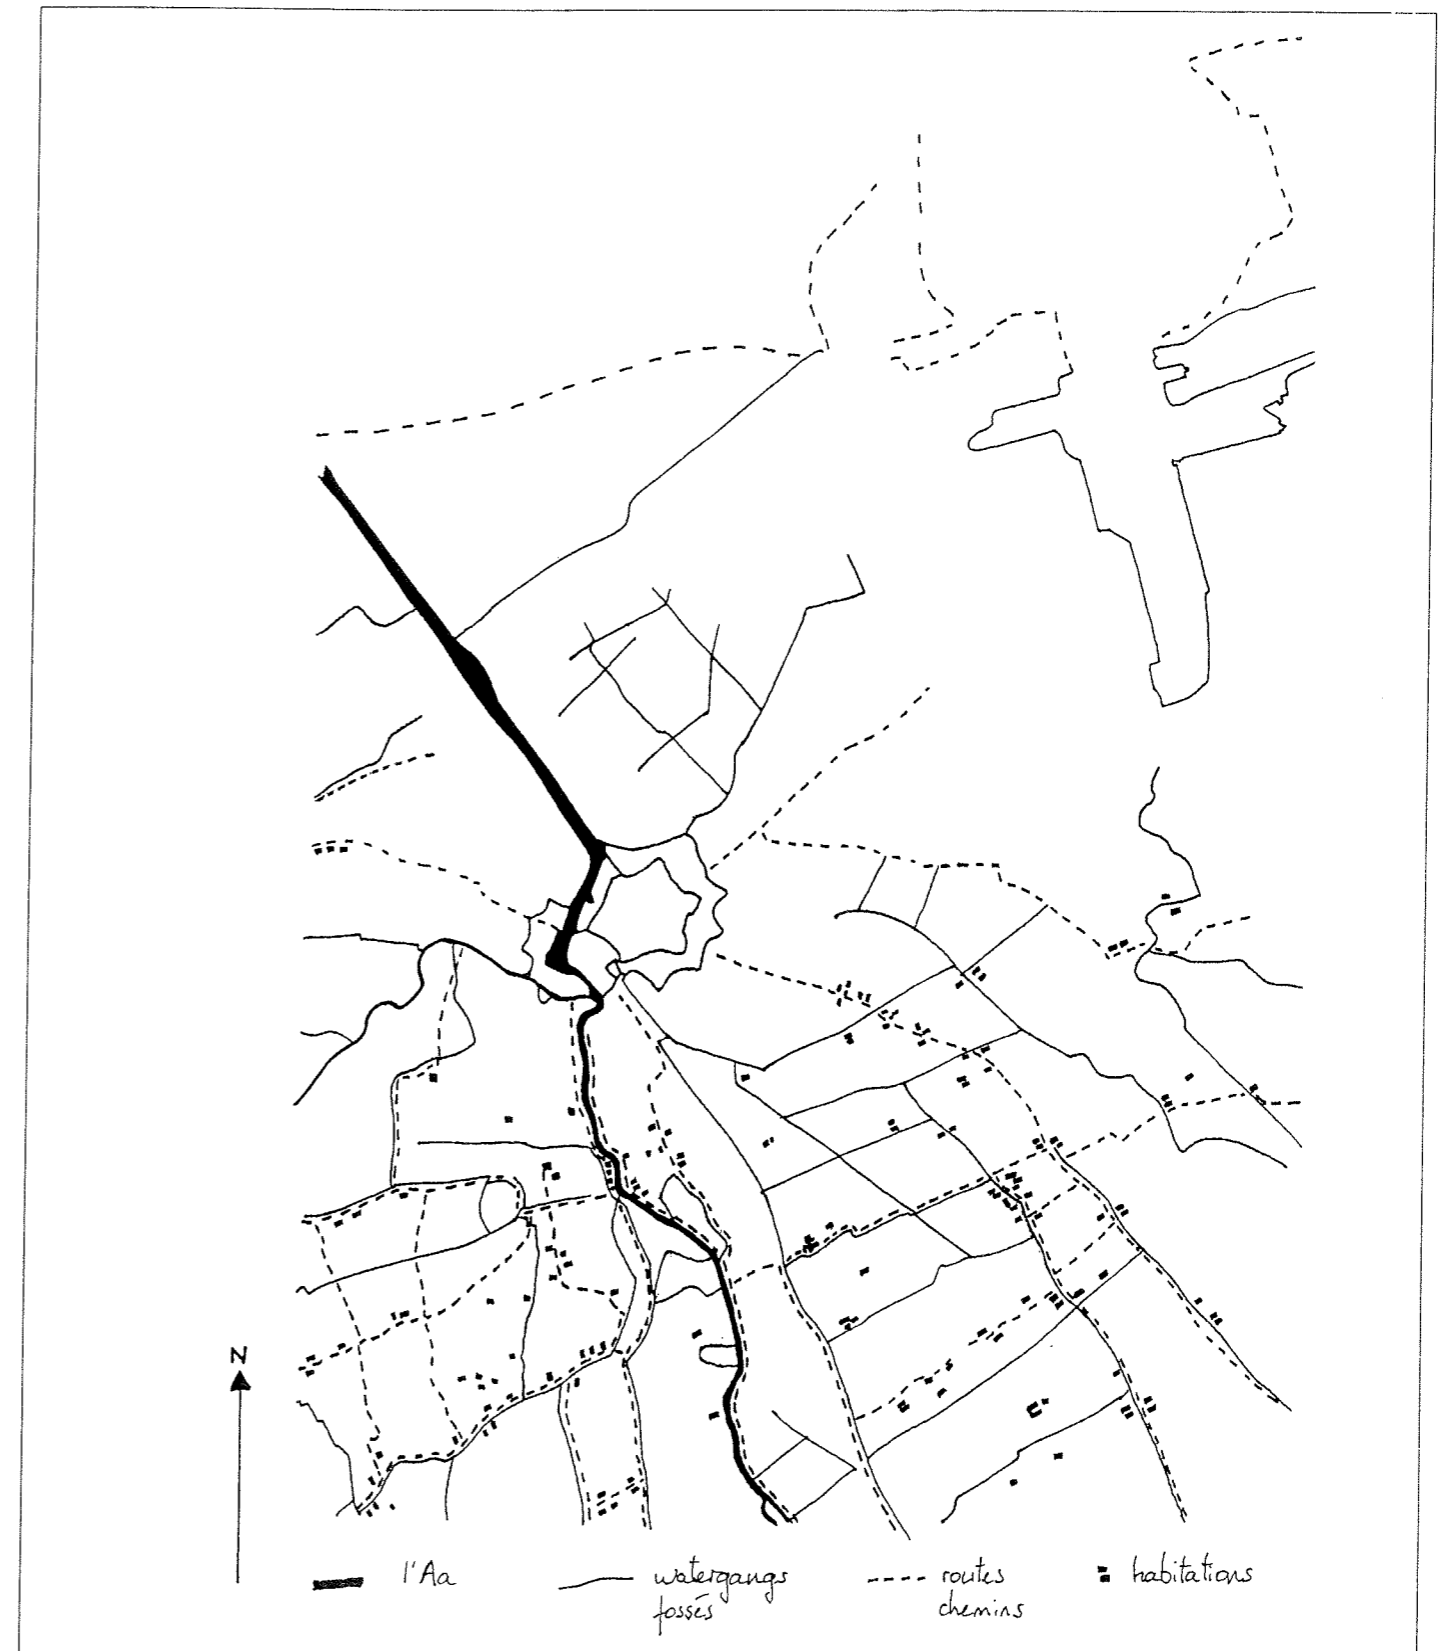 N
l'Aa
watergangs
fossés
routes
chemins
habitations